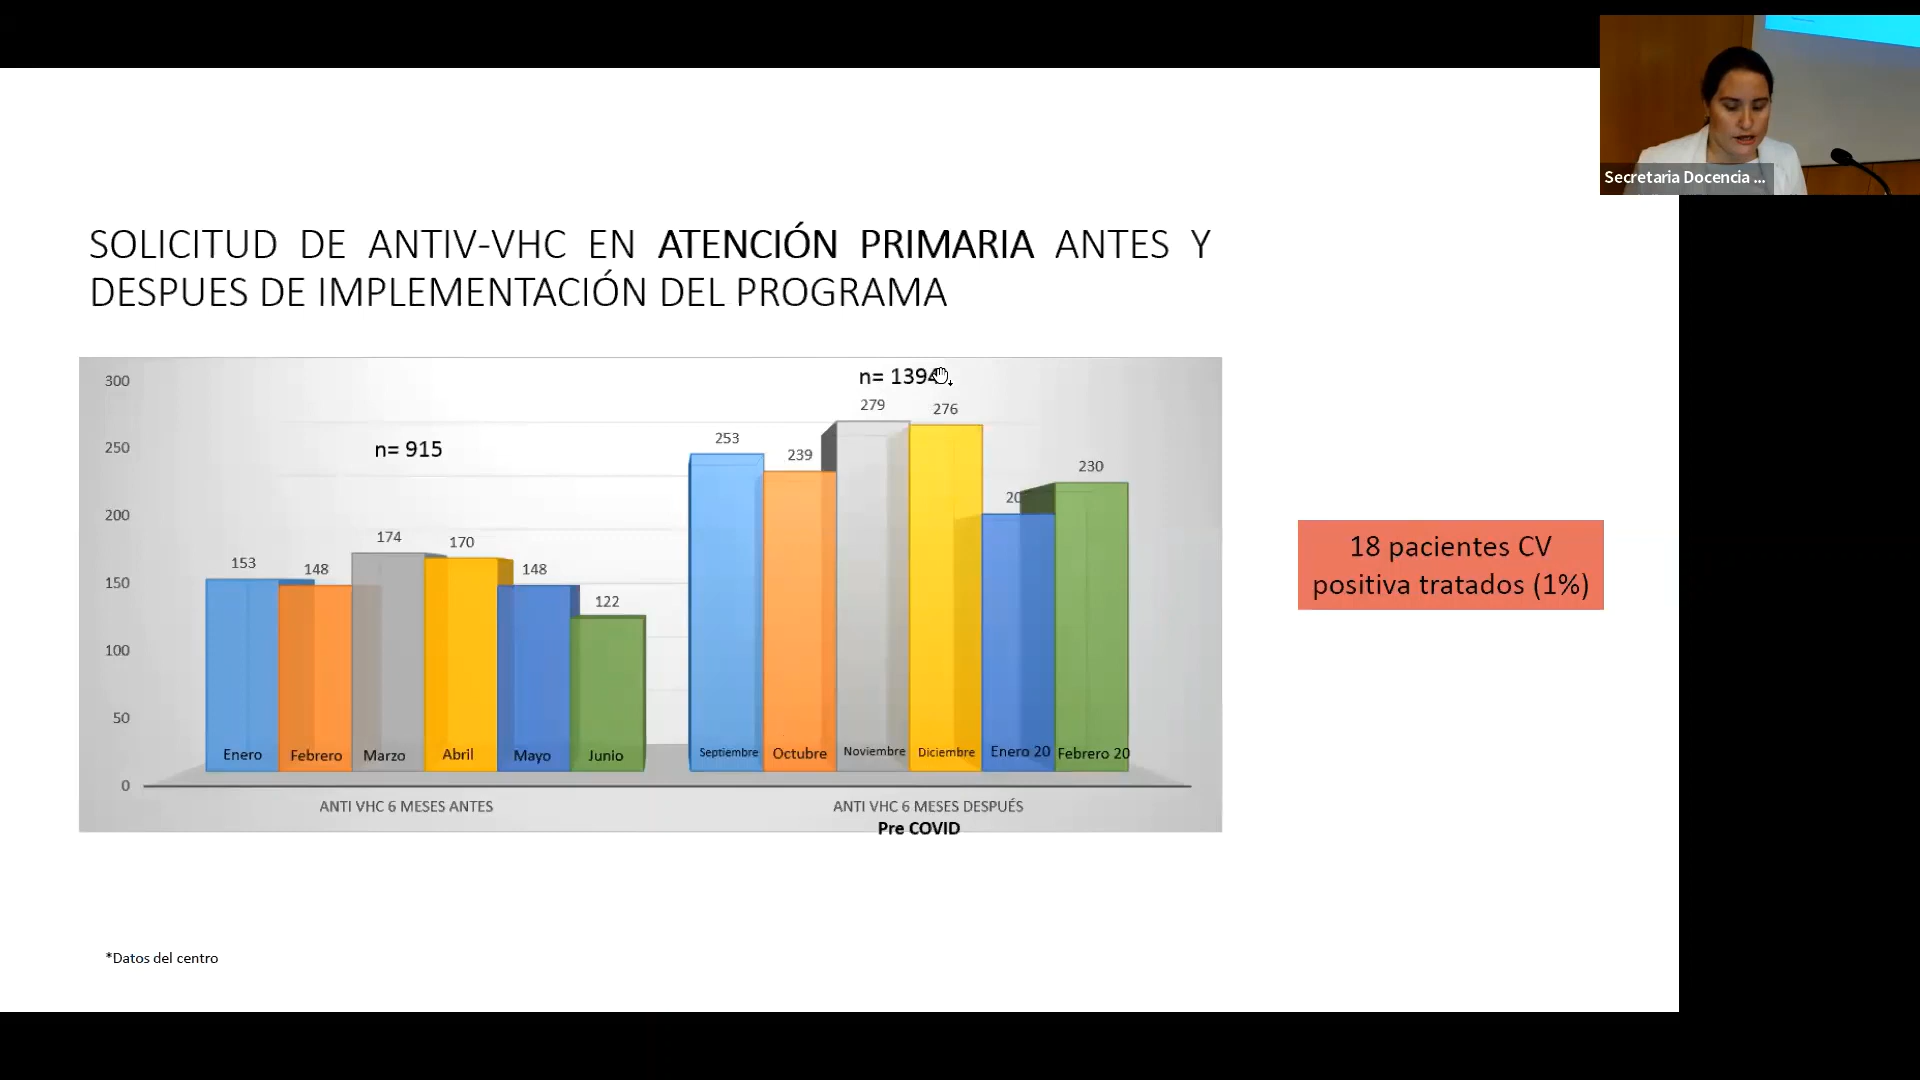 Secretaria Docencia ...
SOLICITUD DE ANTIV-VHC EN ATENCIÓN PRIMARIA ANTES Y
DESPUES DE IMPLEMENTACIÓN DEL PROGRAMA
n= 1394
300
279
276
n= 915
250
253
239
230
200
20
174
170
153
148
148
150
122
18 pacientes CV
positiva tratados (1%)
100
50
Enero
Febrero
Marzo
Abril
Mayo
Junio
Septiembre
Octubre
Noviembre
Diciembre
Enero 20
Febrero 20
0
ANTI VHC 6 MESES ANTES
ANTI VHC 6 MESES DESPUÉS
Pre COVID
*Datos del centro